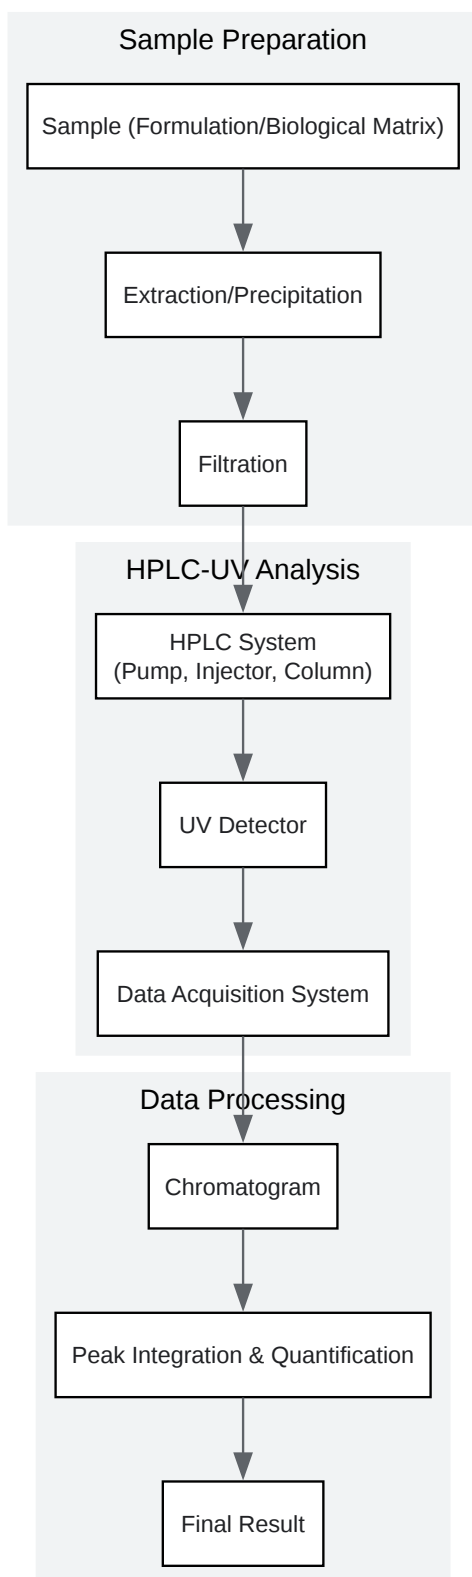 Sample Preparation
Sample (Formulation/Biological Matrix)
Extraction/Precipitation
Filtration
HPLC-UV Analysis
HPLC System
(Pump, Injector, Column)
UV Detector
Data Acquisition System
Data Processing
Chromatogram
Peak Integration & Quantification
Final Result